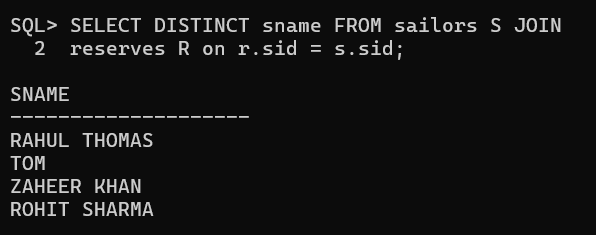 SQL> SELECT DISTINCT sname FROM sailors S JOIN
  2  reserves R on r.sid = s.sid;
SNAME
--------------------
RAHUL THOMAS
TOM
ZAHEER KHAN
ROHIT SHARMA